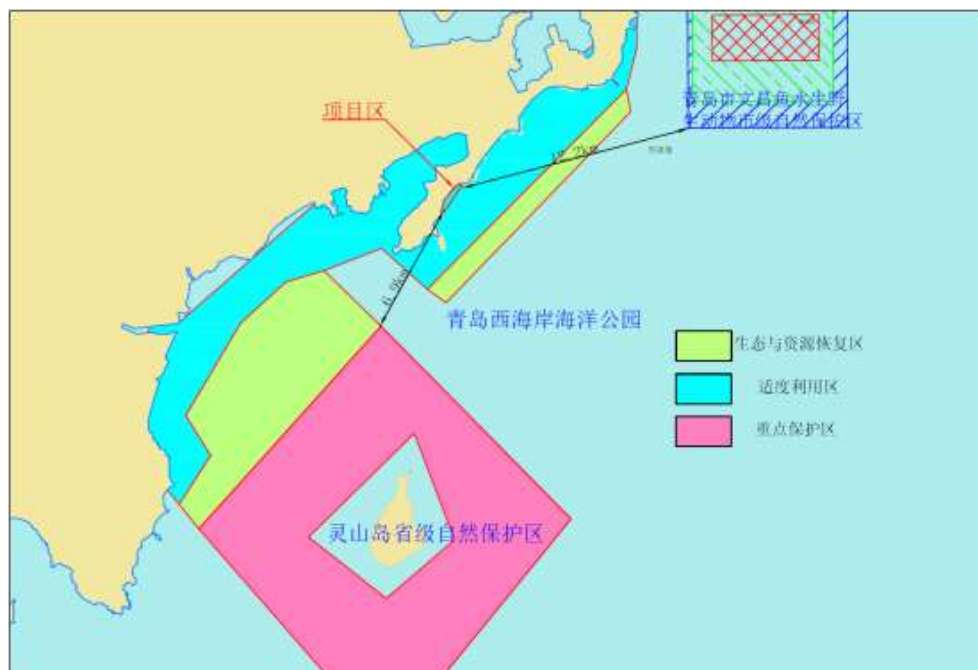 项目区
青岛市文昌鱼水生野
生动物市级自然保护区
6.9km
青岛西海岸海洋公园
生态与资源恢复区
适度利用区
重点保护区
灵山岛省级自然保护区